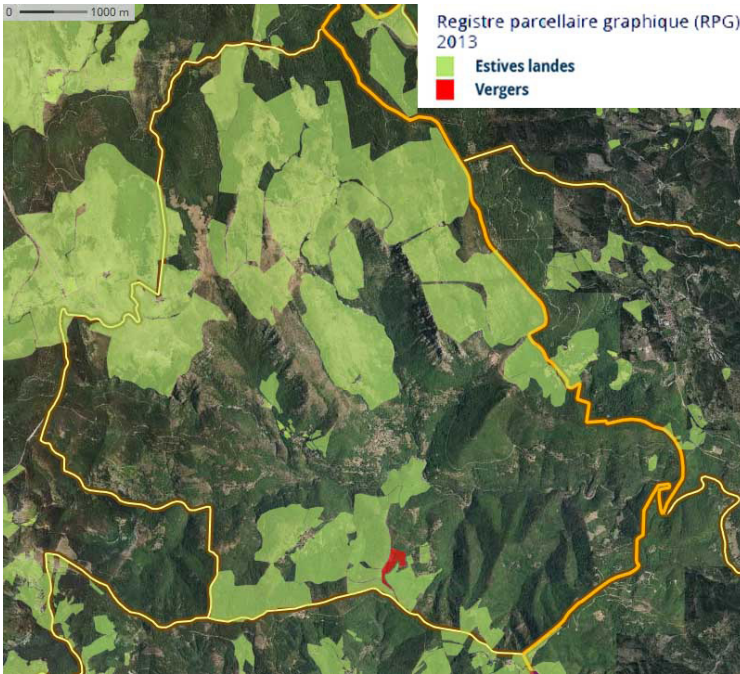 0 1000 m
Registre parcellaire graphique (RPG)
2013
Estives landes
Vergers